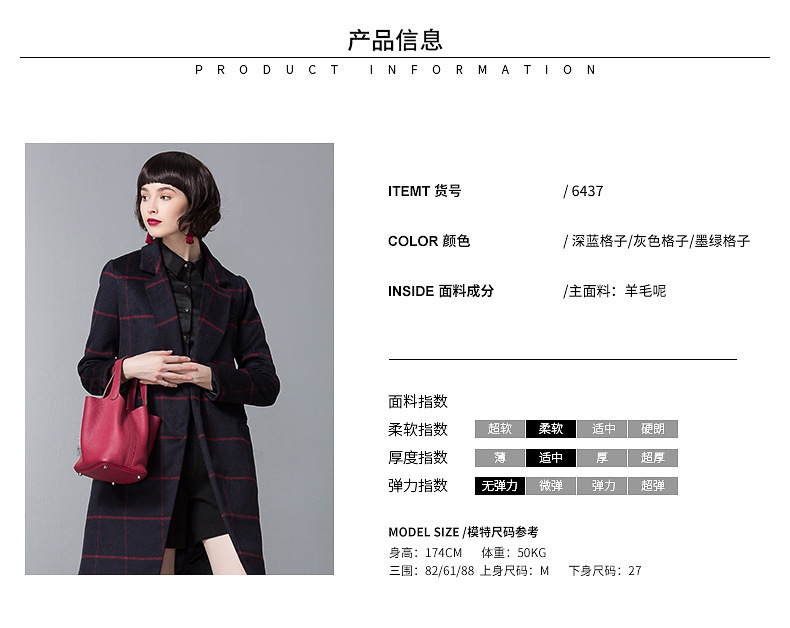 产品信息
PRODUCT INFORMATION
ITEMT 货号 / 6437
COLOR 颜色 / 深蓝格子/灰色格子/墨绿格子
INSIDE 面料成分 /主面料：羊毛呢
面料指数
柔软指数 超软 柔软 适中 硬朗
厚度指数 薄 适中 厚 超厚
弹力指数 无弹力 微弹 弹力 超弹
MODEL SIZE /模特尺码参考
身高：174CM 体重：50KG
三围：82/61/88 上身尺码：M 下身尺码：27